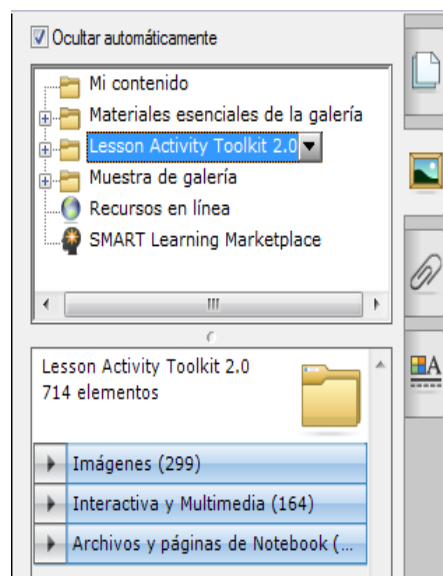 Ocultar automáticamente
Mi contenido
Materiales esenciales de la galería
Lesson Activity Toolkit 2.0
Muestra de galería
Recursos en línea
SMART Learning Marketplace
Lesson Activity Toolkit 2.0
714 elementos
Imágenes (299)
Interactiva y Multimedia (164)
Archivos y páginas de Notebook (...
A